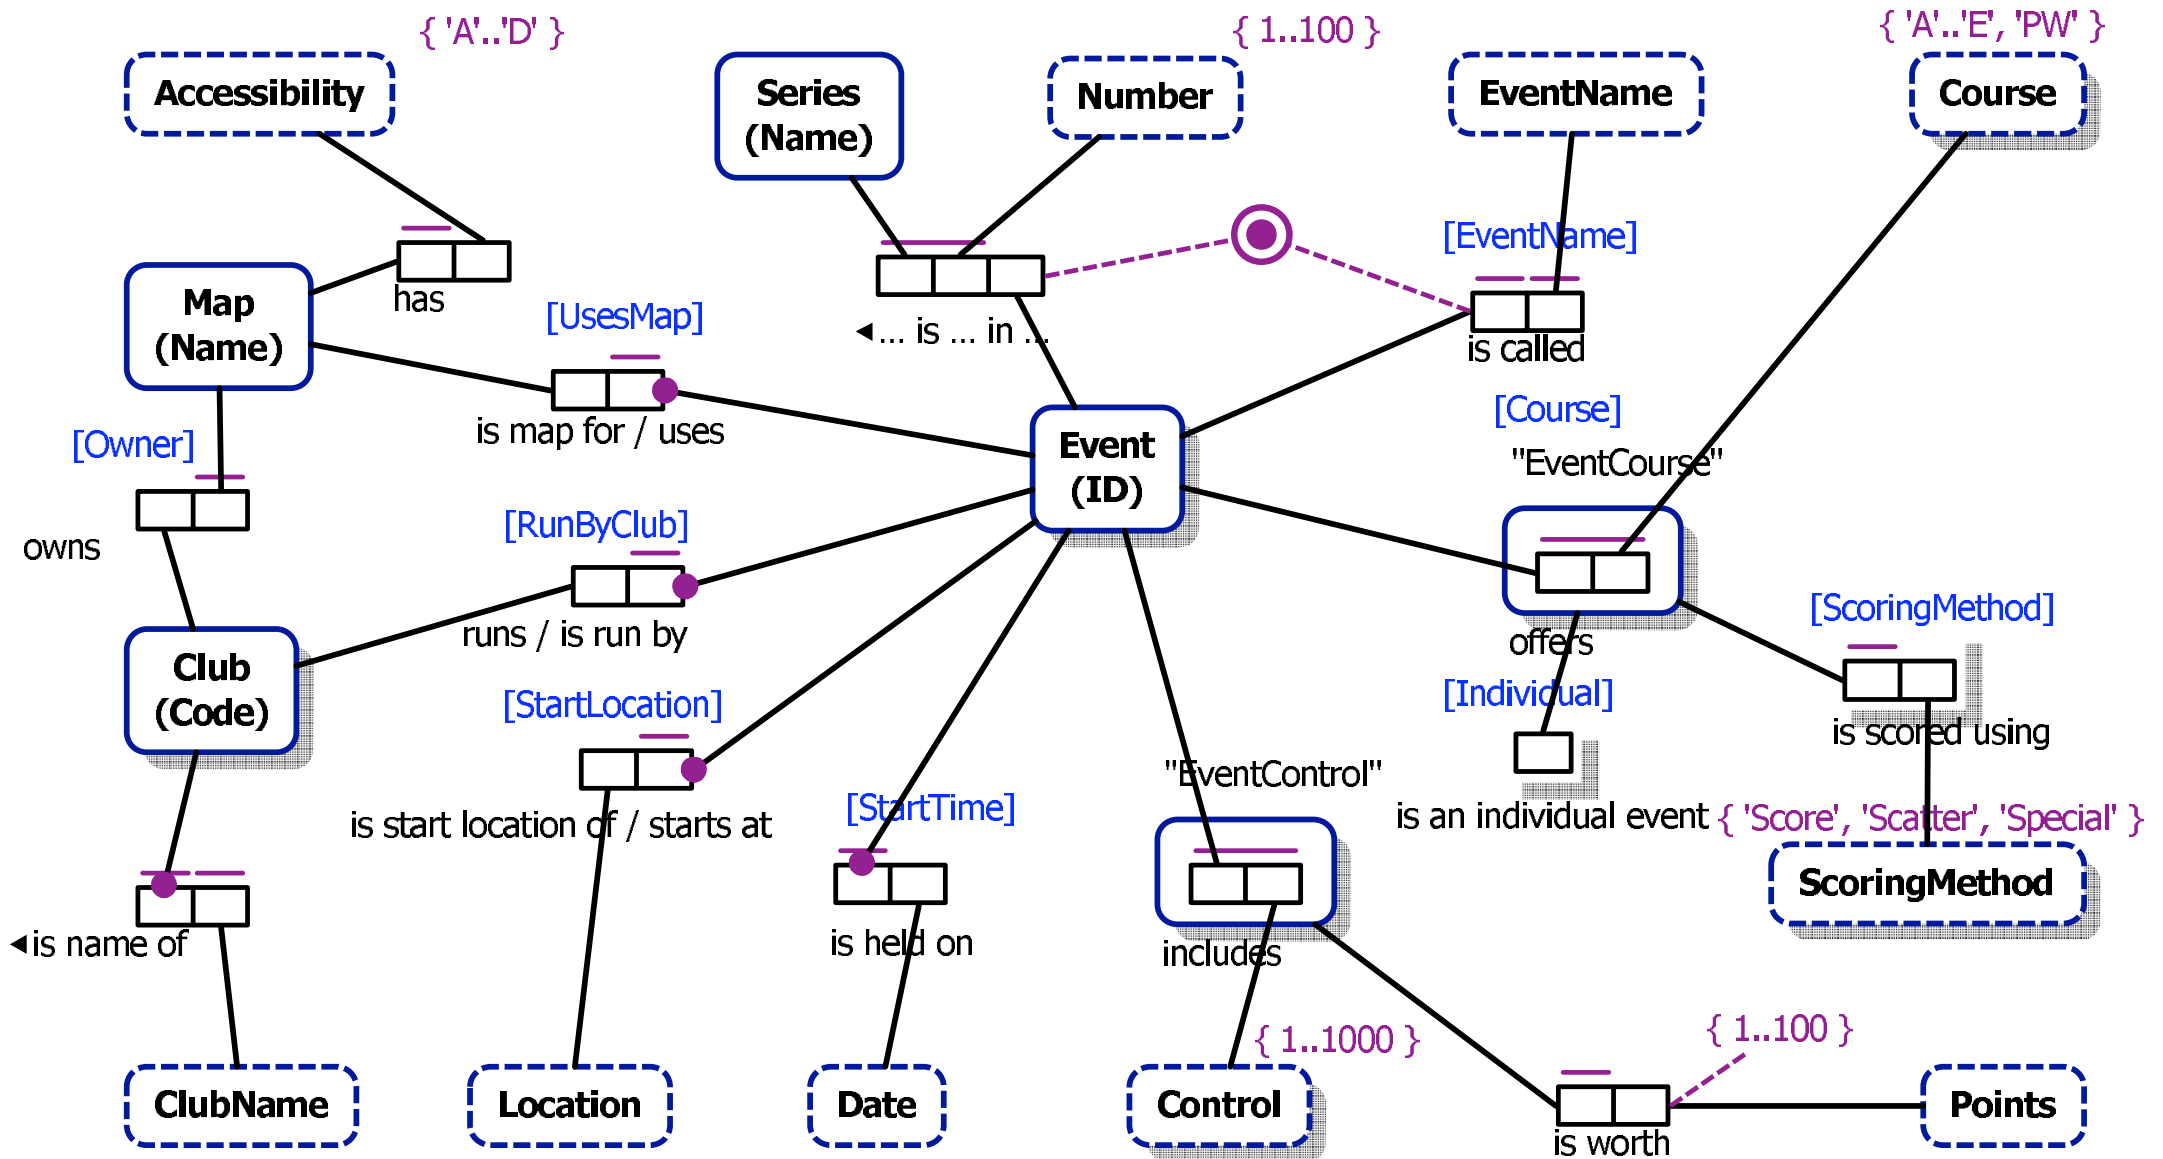 { 'A'..'D' }
{ 1..100 }
{ 'A'..'E', 'PW' }
Accessibility
Series
(Name)
Number
EventName
Course
[EventName]
Map
(Name)
has
[UsesMap]
◄... is ... in ...
is called
is map for / uses
[Owner]
Event
(ID)
[Course]
"EventCourse"
[RunByClub]
owns
runs / is run by
offers
[ScoringMethod]
Club
(Code)
[StartLocation]
[Individual]
is scored using
"EventControl"
is start location of / starts at
[StartTime]
is an individual event
{ 'Score', 'Scatter', 'Special' }
ScoringMethod
◄is name of
is held on
includes
{ 1..1000 }
{ 1..100 }
ClubName
Location
Date
Control
Points
is worth